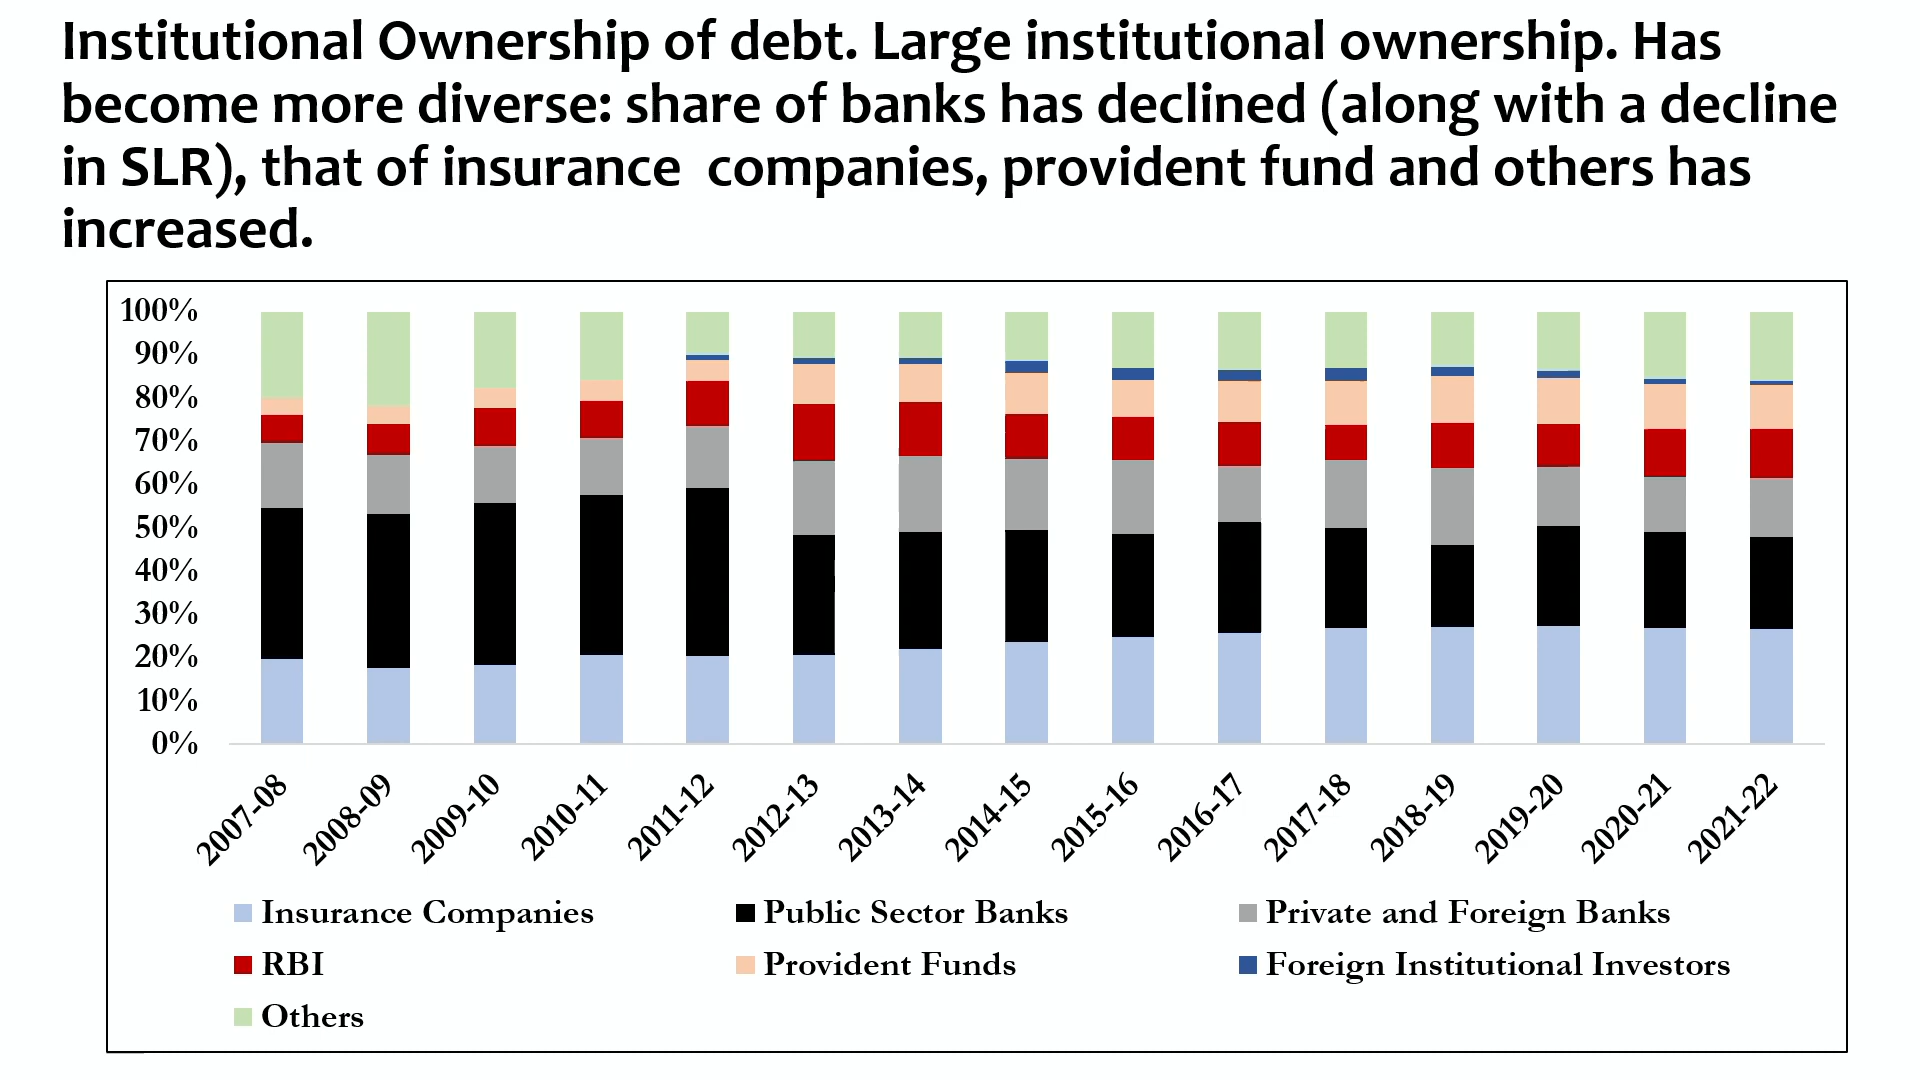 Institutional Ownership of debt. Large institutional ownership. Has
become more diverse: share of banks has declined (along with a decline
in SLR), that of insurance  companies, provident fund and others has
increased.
100%
90%
80%
70%
60%
50%
40%
30%
20%
10%
0%
2007-08
2008-09
2009-10
2010-11
2011-12
2012-13
2013-14
2014-15
2015-16
2016-17
2017-18
2018-19
2019-20
2020-21
2021-22
Insurance Companies
Public Sector Banks
Private and Foreign Banks
RBI
Provident Funds
Foreign Institutional Investors
Others